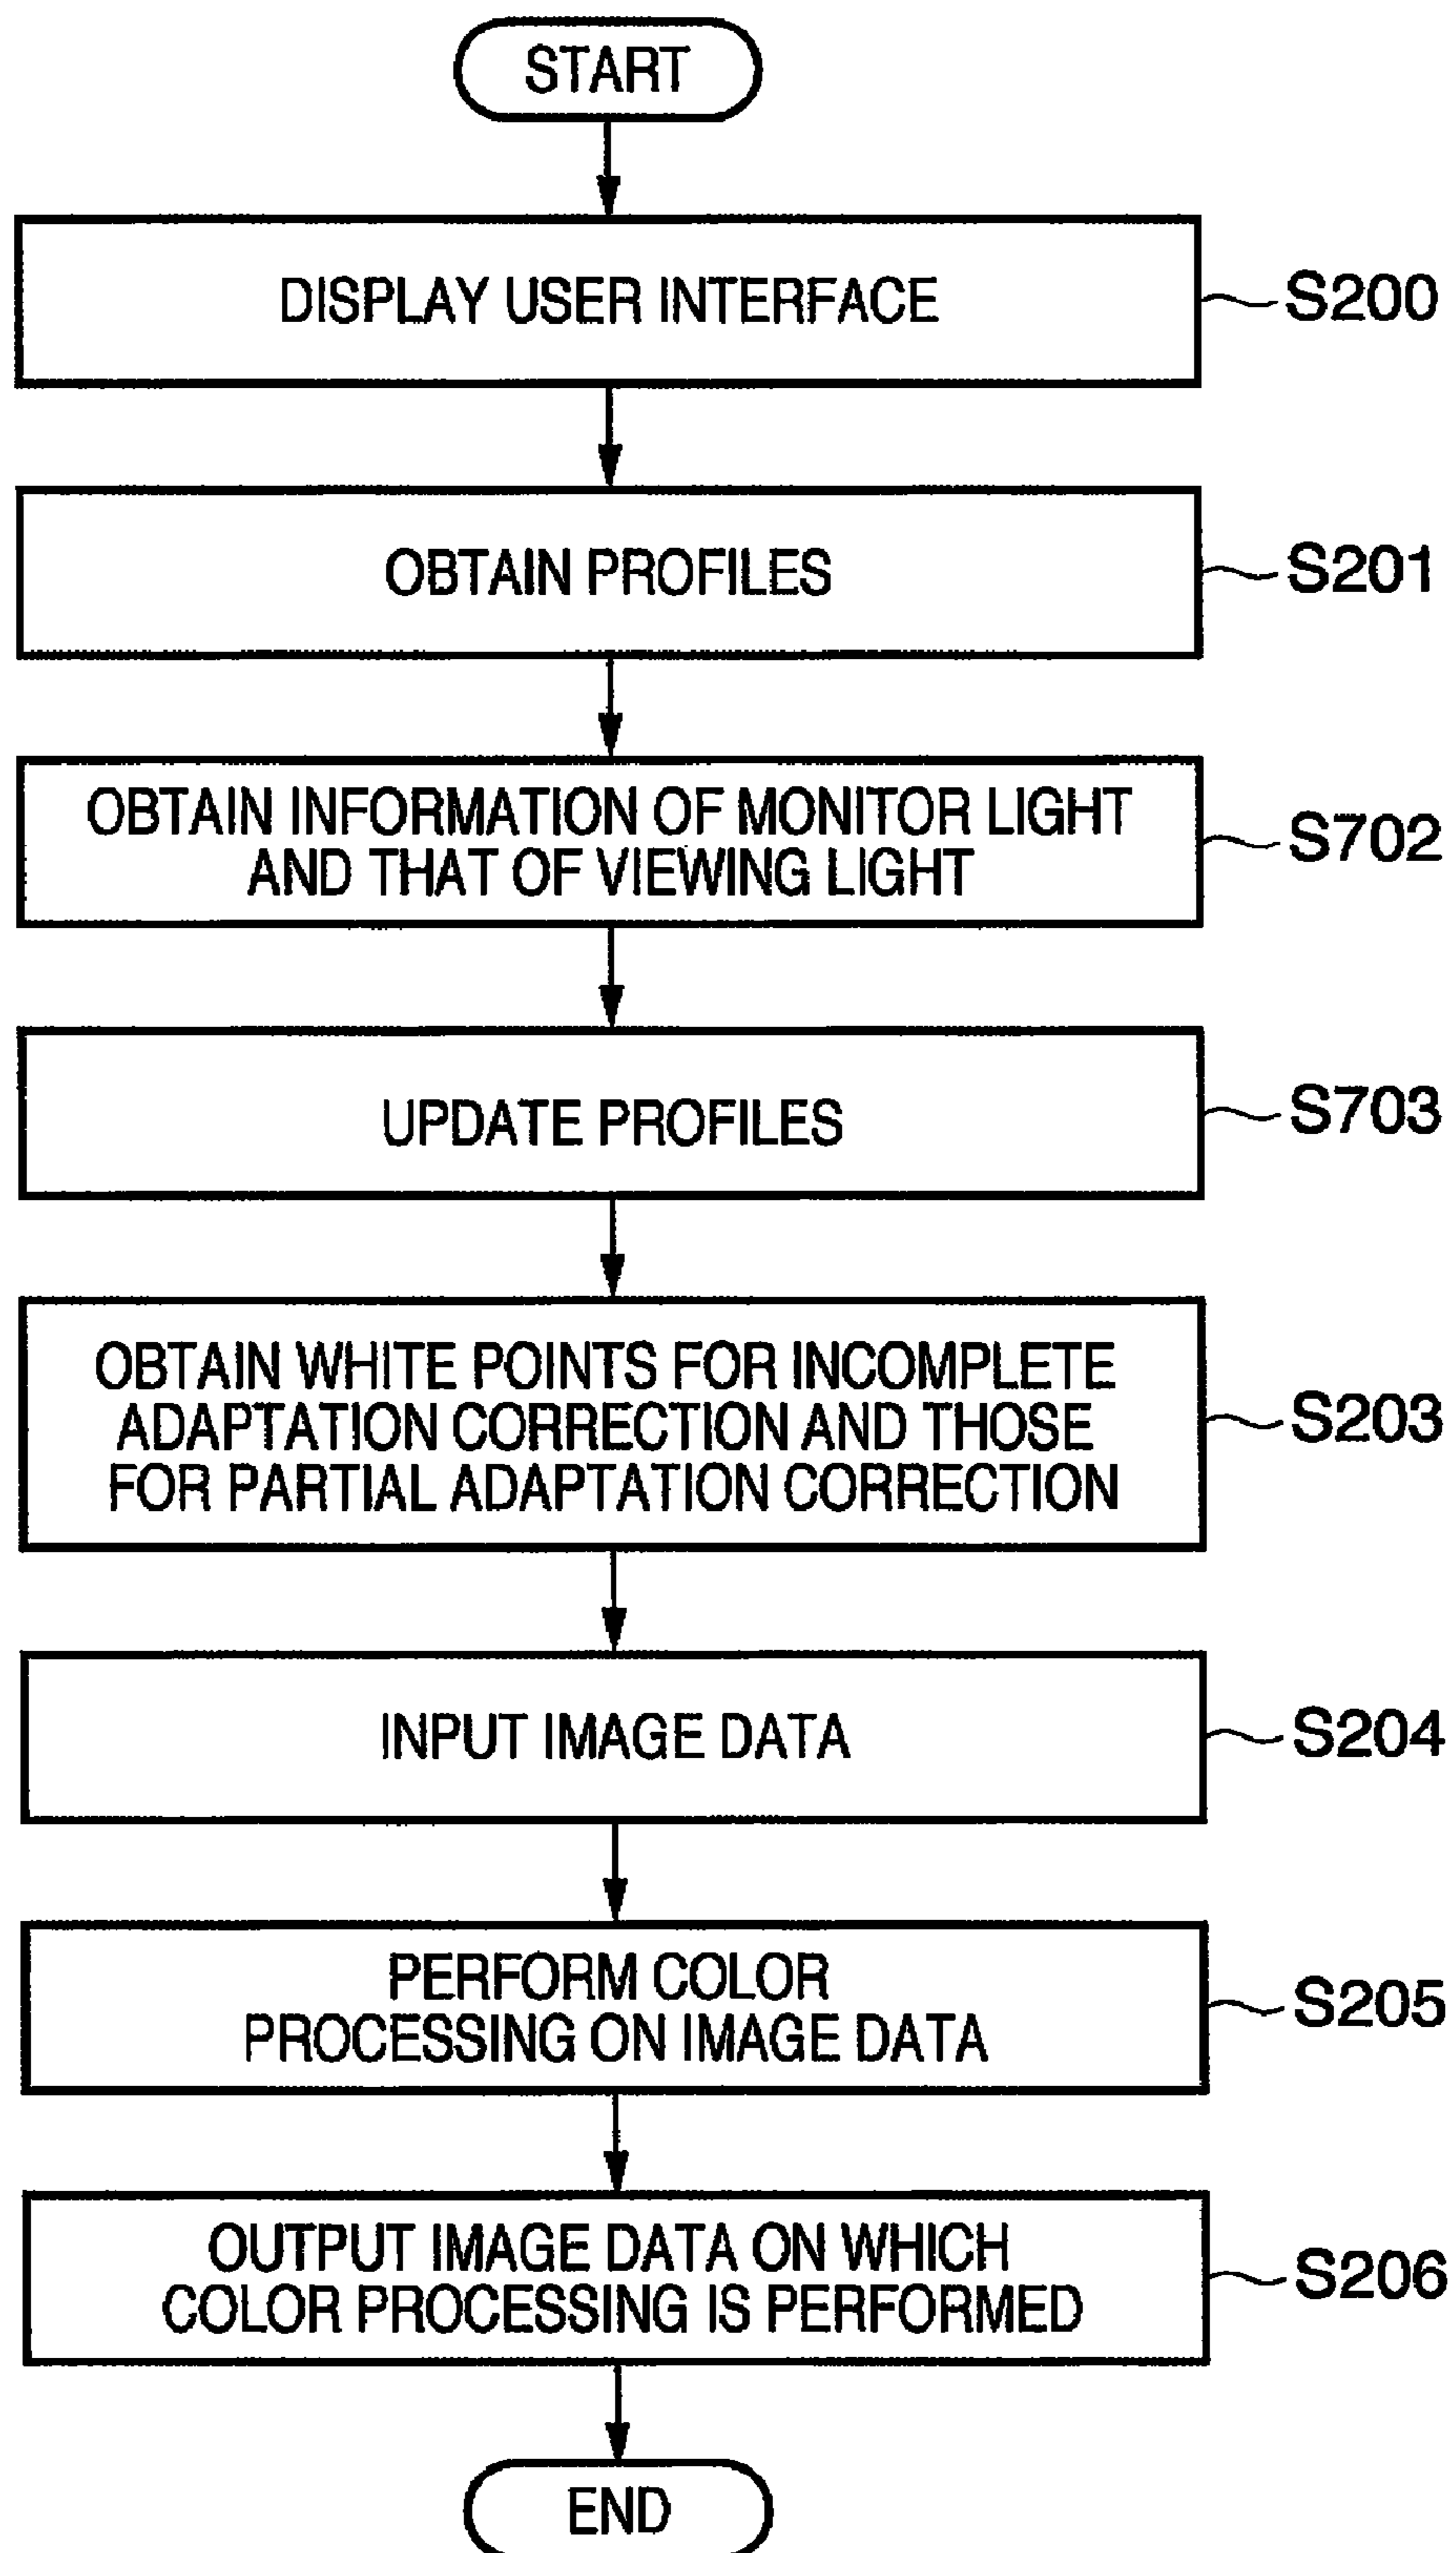 START
DISPLAY USER INTERFACE
S200
OBTAIN PROFILES
S201
OBTAIN INFORMATION OF MONITOR LIGHT
AND THAT OF VIEWING LIGHT
S702
UPDATE PROFILES
S703
OBTAIN WHITE POINTS FOR INCOMPLETE
ADAPTATION CORRECTION AND THOSE
FOR PARTIAL ADAPTATION CORRECTION
S203
INPUT IMAGE DATA
S204
PERFORM COLOR
PROCESSING ON IMAGE DATA
S205
OUTPUT IMAGE DATA ON WHICH
COLOR PROCESSING IS PERFORMED
S206
END